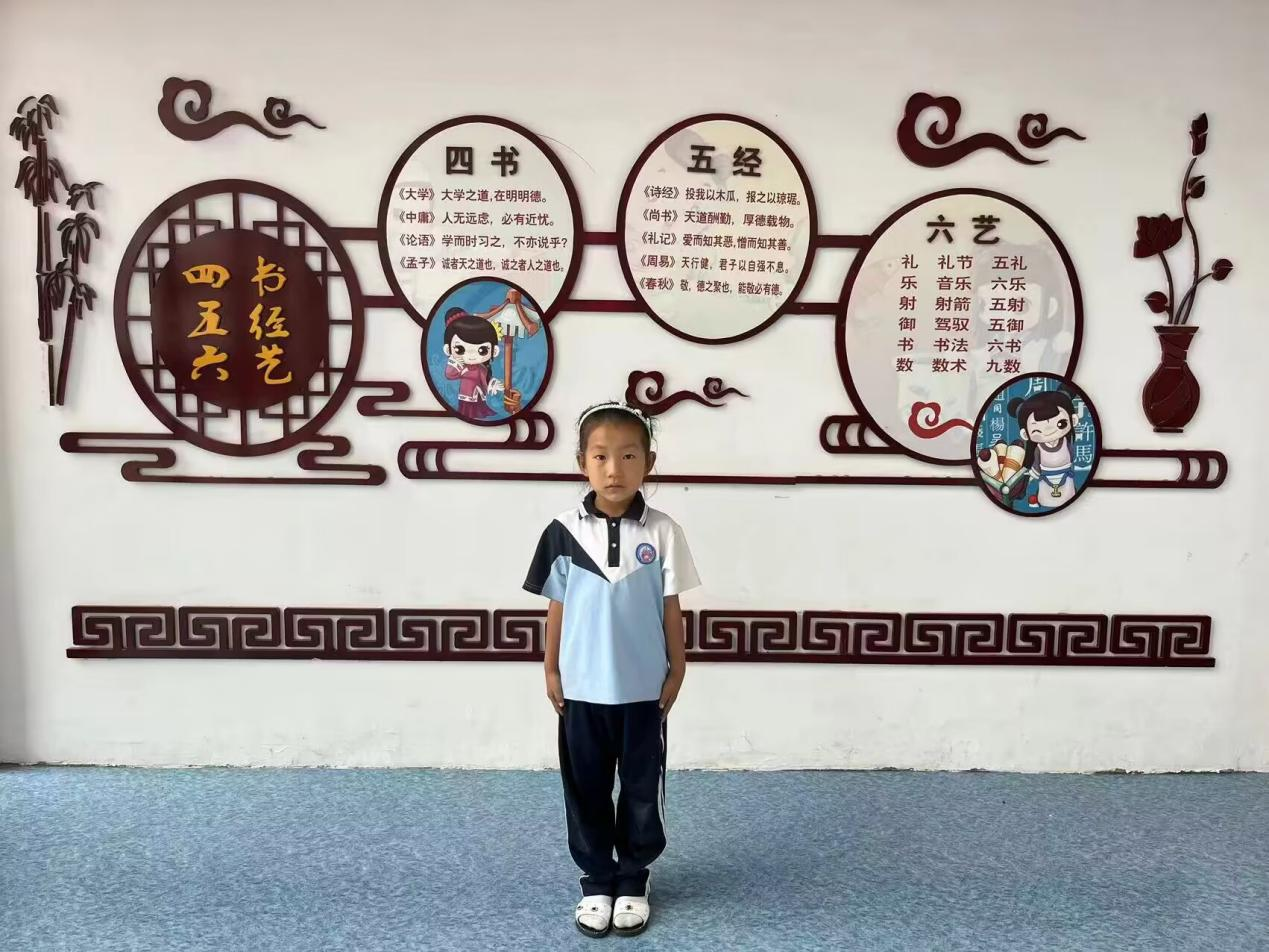 四书
五经
六艺
四书
《大学》大学之道,在明明德。
《中庸》人无远虑，必有近忧。
《论语》学而时习之，不亦说乎?
《孟子》诚者天之道也，诚之者人之道也。
五经
《诗经》投我以木瓜，报之以琼琚。
《尚书》天道酬勤，厚德载物。
《礼记》爱而知其恶,憎而知其善。
《周易》天行健，君子以自强不息。
《春秋》敬，德之聚也，能敬必有德。
六艺
礼 礼节 五礼
乐 音乐 六乐
射 射箭 五射
御 驾驭 五御
书 书法 六书
数 数术 九数
周
楊
許
馬